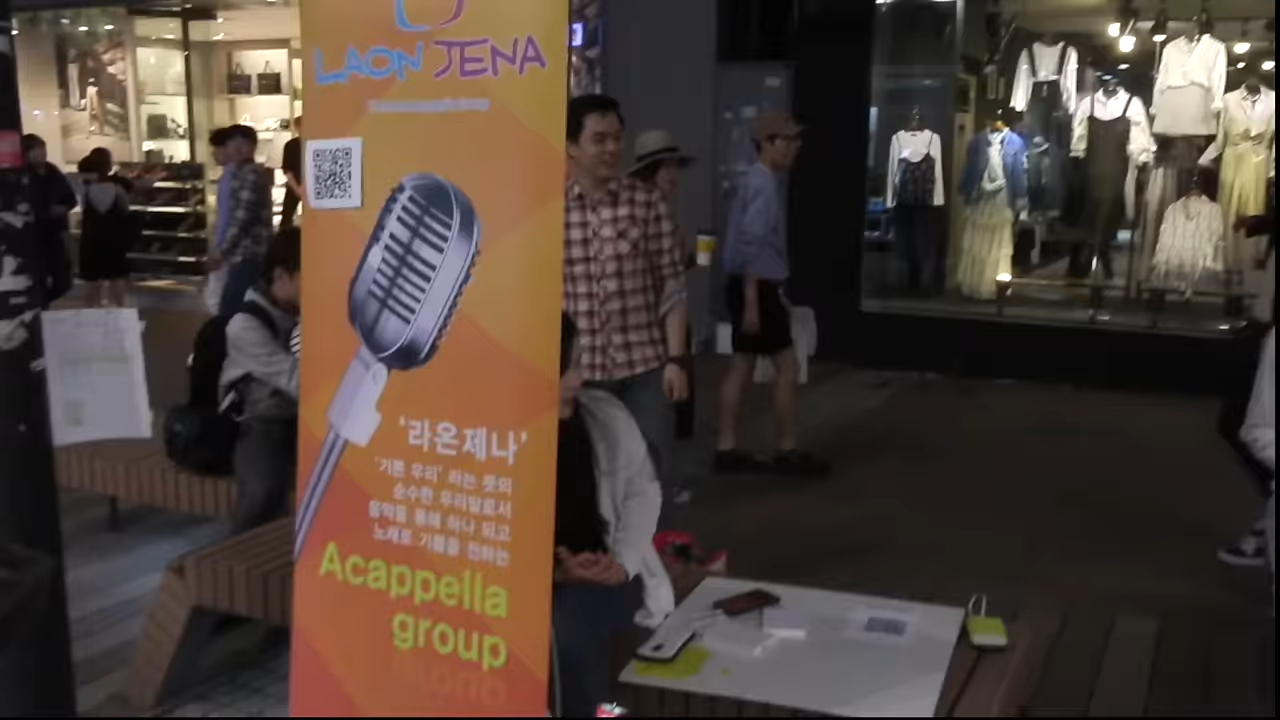 LAON JENA
'라온제나'
'기쁜 우리' 라는 뜻의
순수한 우리말로서
음악을 통해 하나 되고
노래로 기쁨을 전하는
Acappella
group